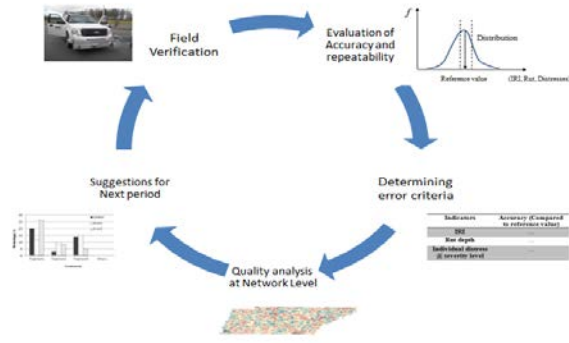 Field
Verification
Evaluation of
Accuracy and
repeatability
f
Distribution
Reference value
(IRI, Rut, Distresses)
Determining
error criteria
Indicators
Accuracy (Compared
to reference value)
IRI
...
Rut depth
...
Individual distress
@ severity level
...
Quality analysis
at Network Level
Suggestions for
Next period